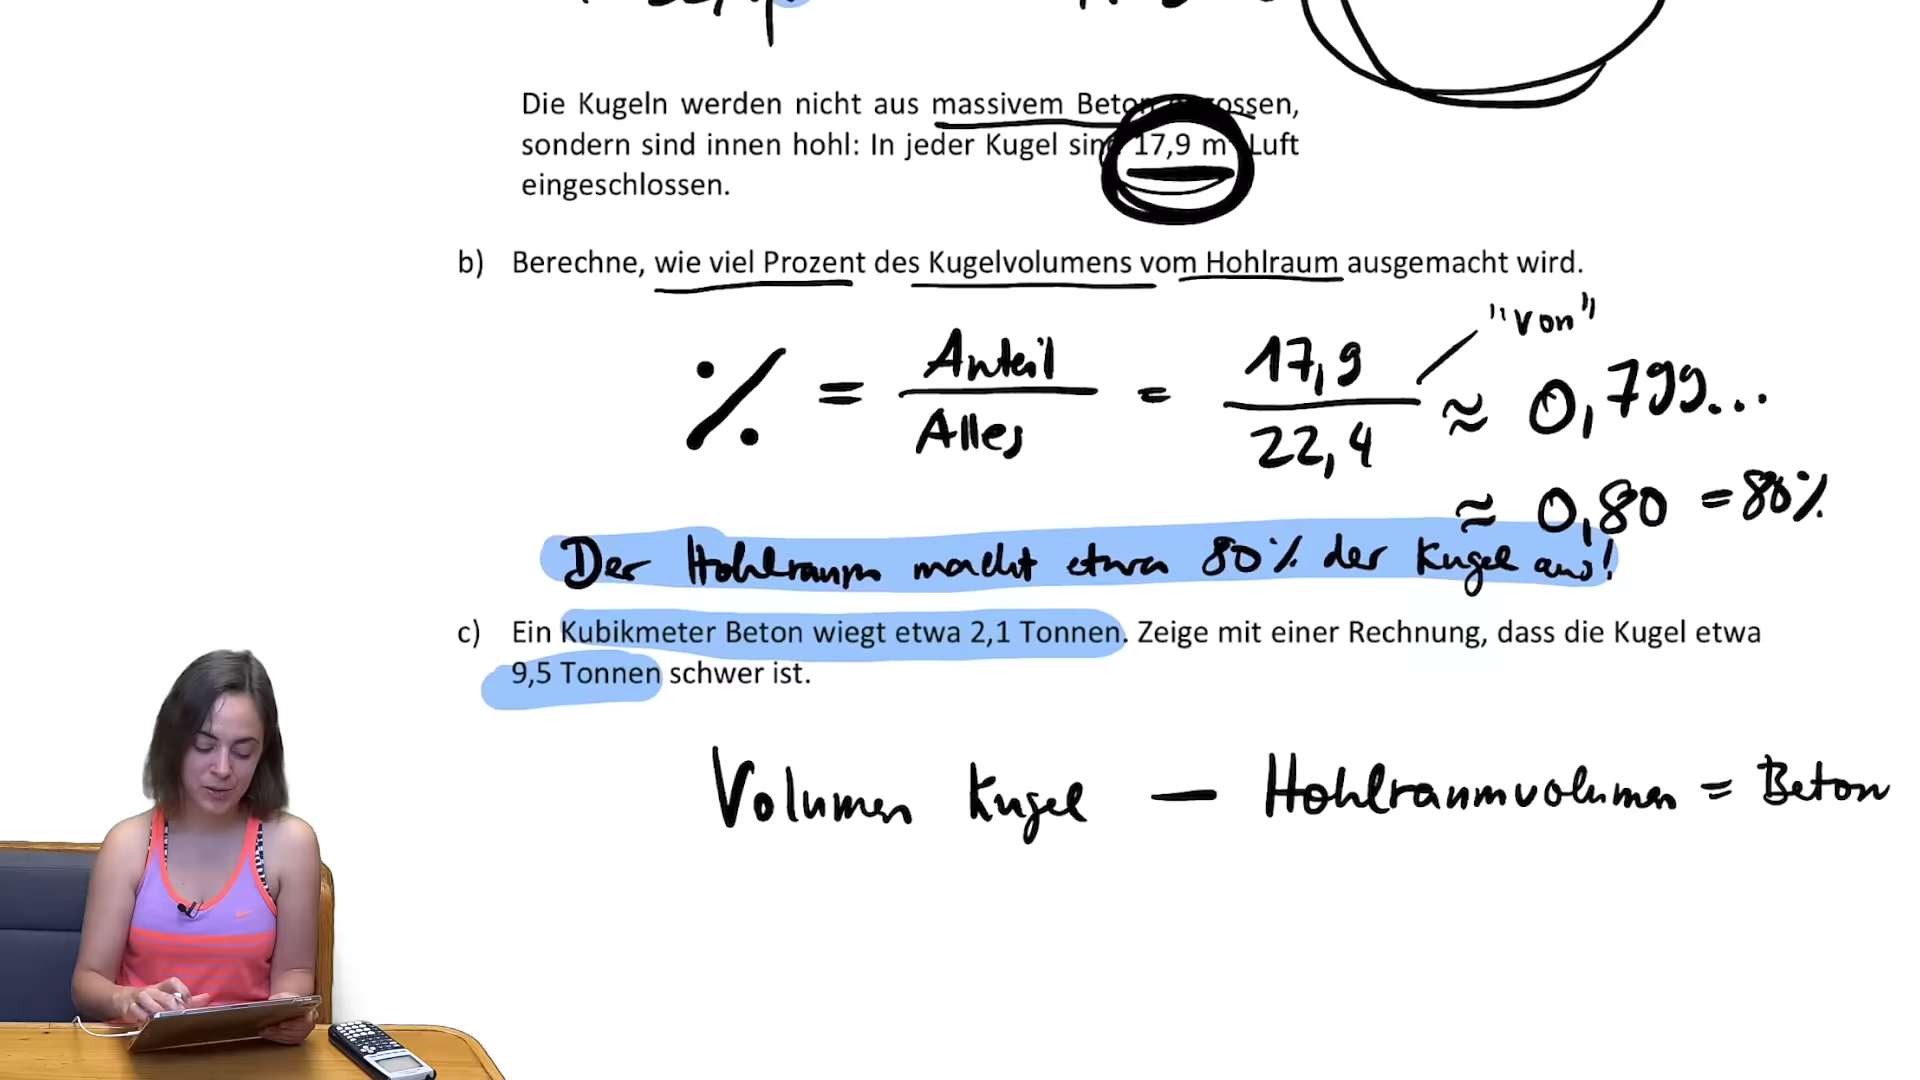 Die Kugeln werden nicht aus massivem Beton gegossen,
sondern sind innen hohl: In jeder Kugel sind 17,9 m Luft
eingeschlossen.
b) Berechne, wie viel Prozent des Kugelvolumens vom Hohlraum ausgemacht wird.
"von"
% = Anteil / Alles = 17,9 / 22,4 ≈ 0,799...
≈ 0,80 = 80%
Der Hohlraum macht etwa 80% der Kugel aus!
c) Ein Kubikmeter Beton wiegt etwa 2,1 Tonnen. Zeige mit einer Rechnung, dass die Kugel etwa
9,5 Tonnen schwer ist.
Volumen Kugel – Hohlraumvolumen = Beton